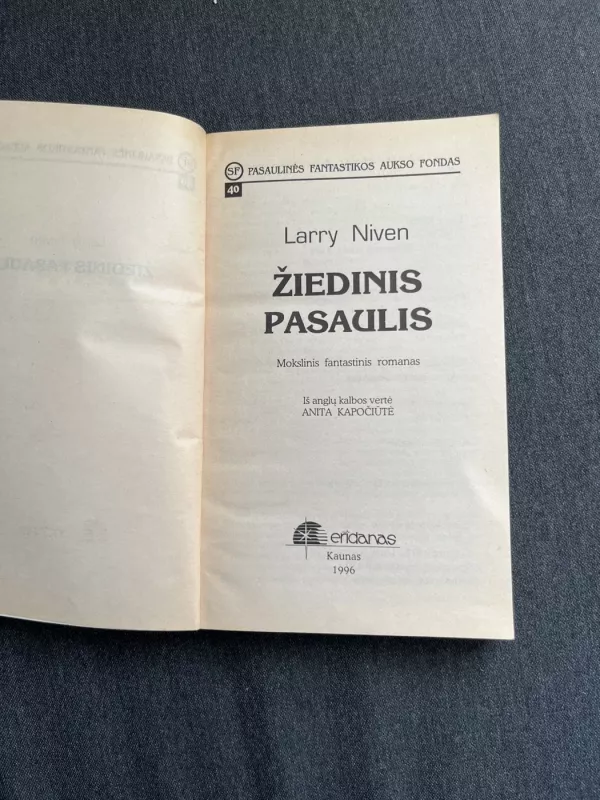 SF PASAULINĖS FANTASTIKOS AUKSO FONDAS
40
Larry Niven
ŽIEDINIS
PASAULIS
Mokslinis fantastinis romanas
Iš anglų kalbos vertė
ANITA KAPOČIŪTĖ
eridanas
Kaunas
1996